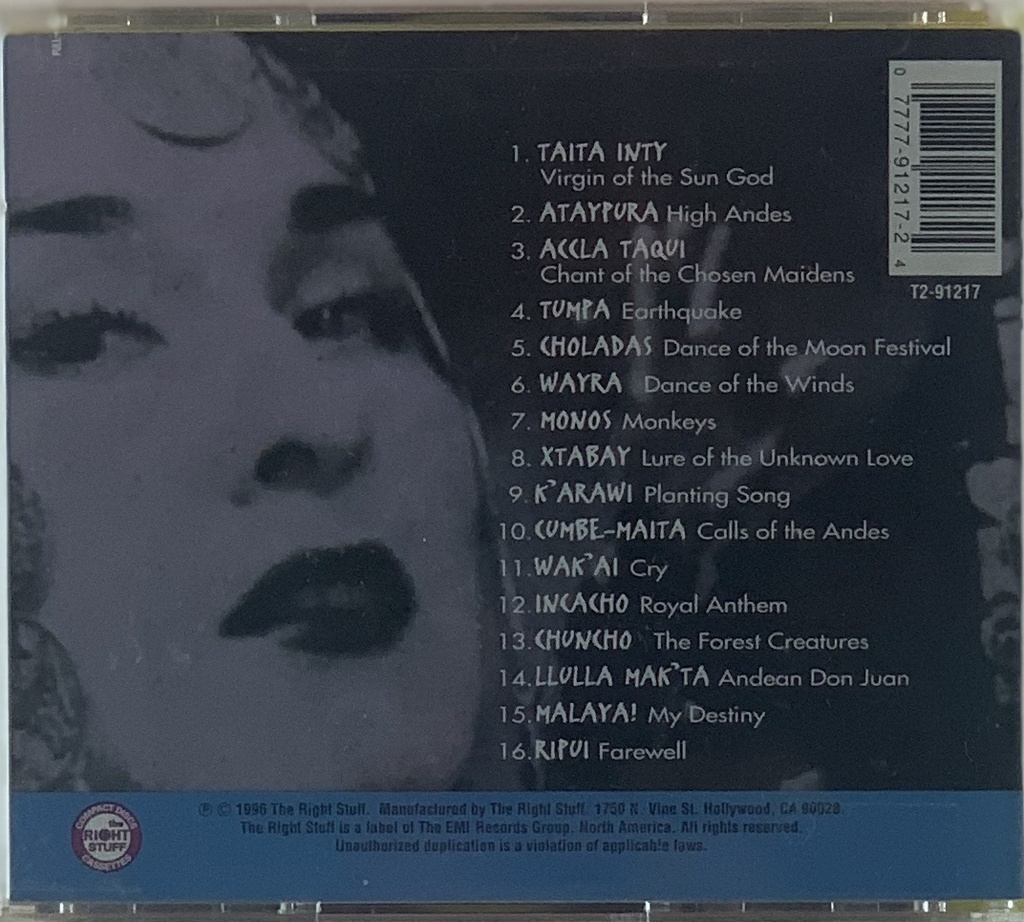 1. TAITA INTY
Virgin of the Sun God
2. ATAYPURA High Andes
3. ACCLA TAQUI
Chant of the Chosen Maidens
4. TUMPA Earthquake
5. CHOLADAS Dance of the Moon Festival
6. WAYRA Dance of the Winds
7. MONOS Monkeys
8. XTABAY Lure of the Unknown Love
9. K'ARAWI Planting Song
10. CUMBE-MAITA Calls of the Andes
11. WAK'AI Cry
12. INCACHO Royal Anthem
13. CHUNCHO The Forest Creatures
14. LLULLA MAK'TA Andean Don Juan
15. MALAYA! My Destiny
16. RIPUI Farewell
0 7777-91217-2 4
T2-91217
℗ © 1996 The Right Stuff. Manufactured by The Right Stuff. 1750 N. Vine St. Hollywood, CA 90028
The Right Stuff is a label of The EMI Records Group, North America. All rights reserved.
Unauthorized duplication is a violation of applicable laws.
COMPACT DISCS
the
RIGHT
STUFF
CASSETTES